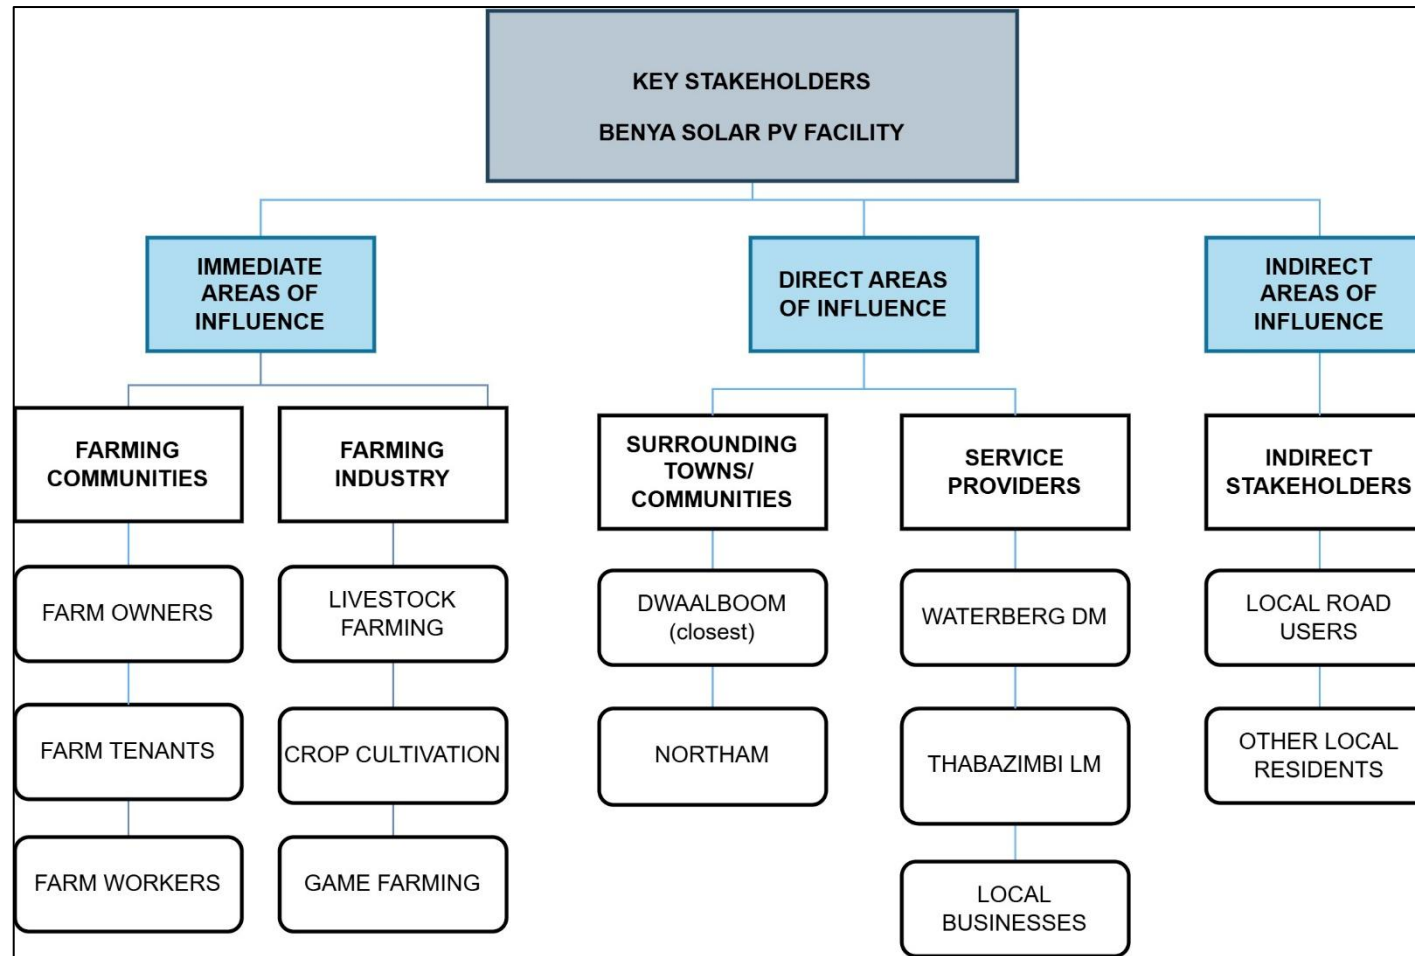 KEY STAKEHOLDERS
BENYA SOLAR PV FACILITY
IMMEDIATE
AREAS OF
INFLUENCE
DIRECT AREAS
OF INFLUENCE
INDIRECT
AREAS OF
INFLUENCE
FARMING
COMMUNITIES
FARMING
INDUSTRY
SURROUNDING
TOWNS/
COMMUNITIES
SERVICE
PROVIDERS
INDIRECT
STAKEHOLDERS
FARM OWNERS
LIVESTOCK
FARMING
DWAALBOOM
(closest)
WATERBERG DM
LOCAL ROAD
USERS
FARM TENANTS
CROP CULTIVATION
NORTHAM
THABAZIMBI LM
OTHER LOCAL
RESIDENTS
FARM WORKERS
GAME FARMING
LOCAL
BUSINESSES